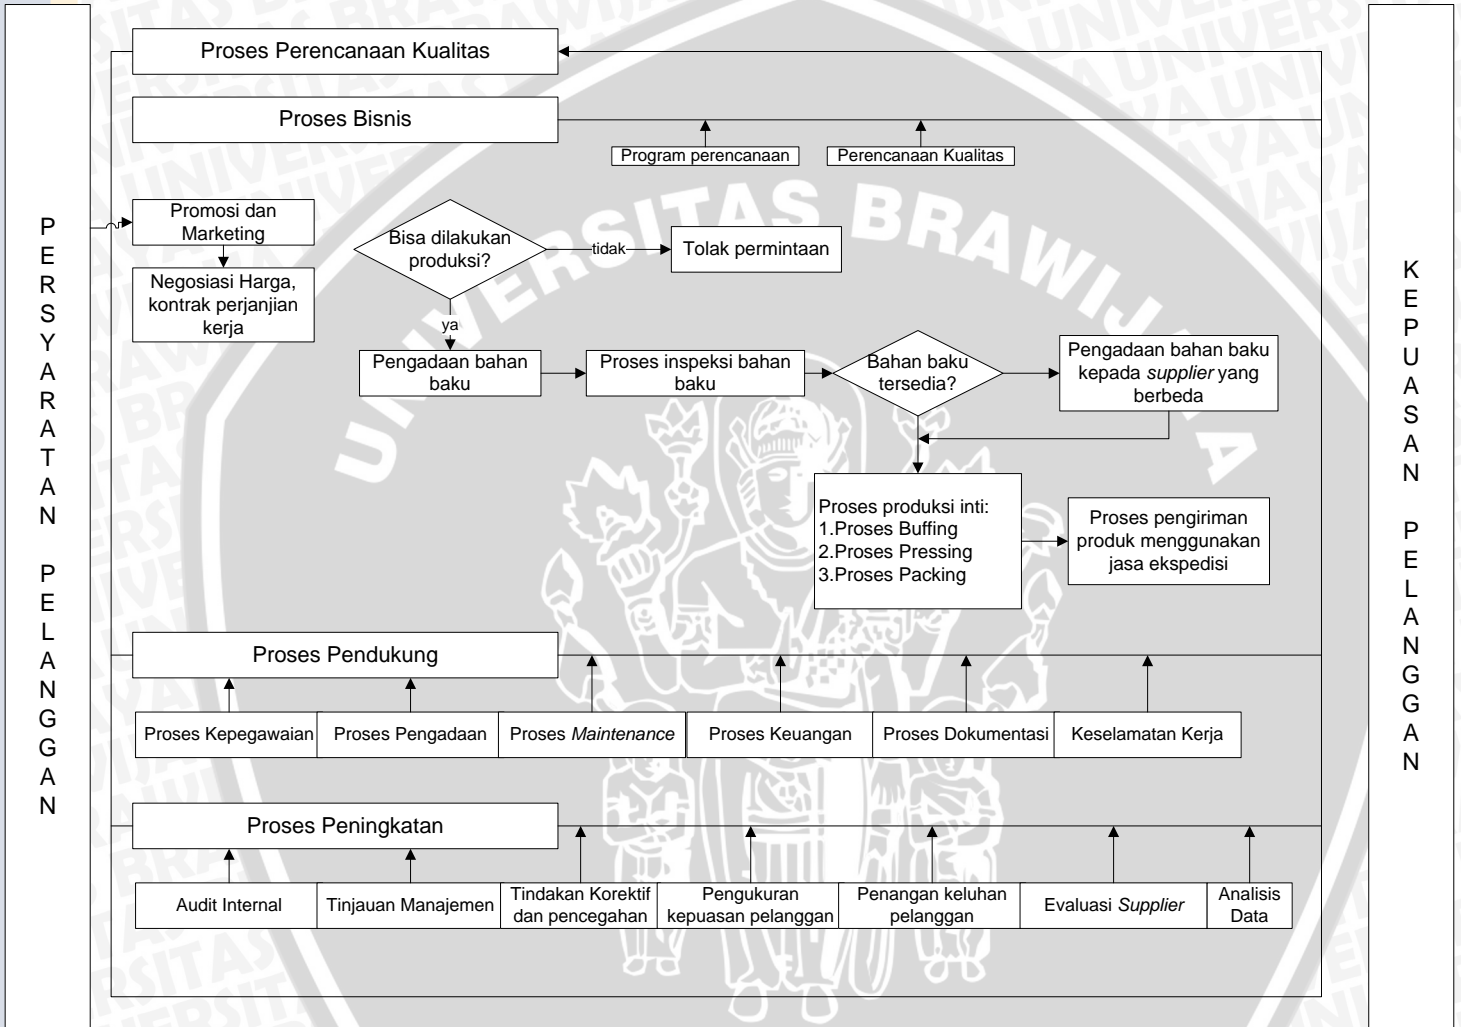 PERSYARATAN PELANGGAN
Proses Perencanaan Kualitas
Proses Bisnis
Program perencanaan
Perencanaan Kualitas
Promosi dan
Marketing
Negosiasi Harga,
kontrak perjanjian
kerja
Bisa dilakukan
produksi?
tidak
Tolak permintaan
ya
Pengadaan bahan
baku
Proses inspeksi bahan
baku
Bahan baku
tersedia?
Pengadaan bahan baku
kepada supplier yang
berbeda
Proses produksi inti:
1.Proses Buffing
2.Proses Pressing
3.Proses Packing
Proses pengiriman
produk menggunakan
jasa ekspedisi
Proses Pendukung
Proses Kepegawaian
Proses Pengadaan
Proses Maintenance
Proses Keuangan
Proses Dokumentasi
Keselamatan Kerja
Proses Peningkatan
Audit Internal
Tinjauan Manajemen
Tindakan Korektif
dan pencegahan
Pengukuran
kepuasan pelanggan
Penangan keluhan
pelanggan
Evaluasi Supplier
Analisis
Data
KEPUASAN PELANGGAN
UNIVERSITAS BRAWIJAYA